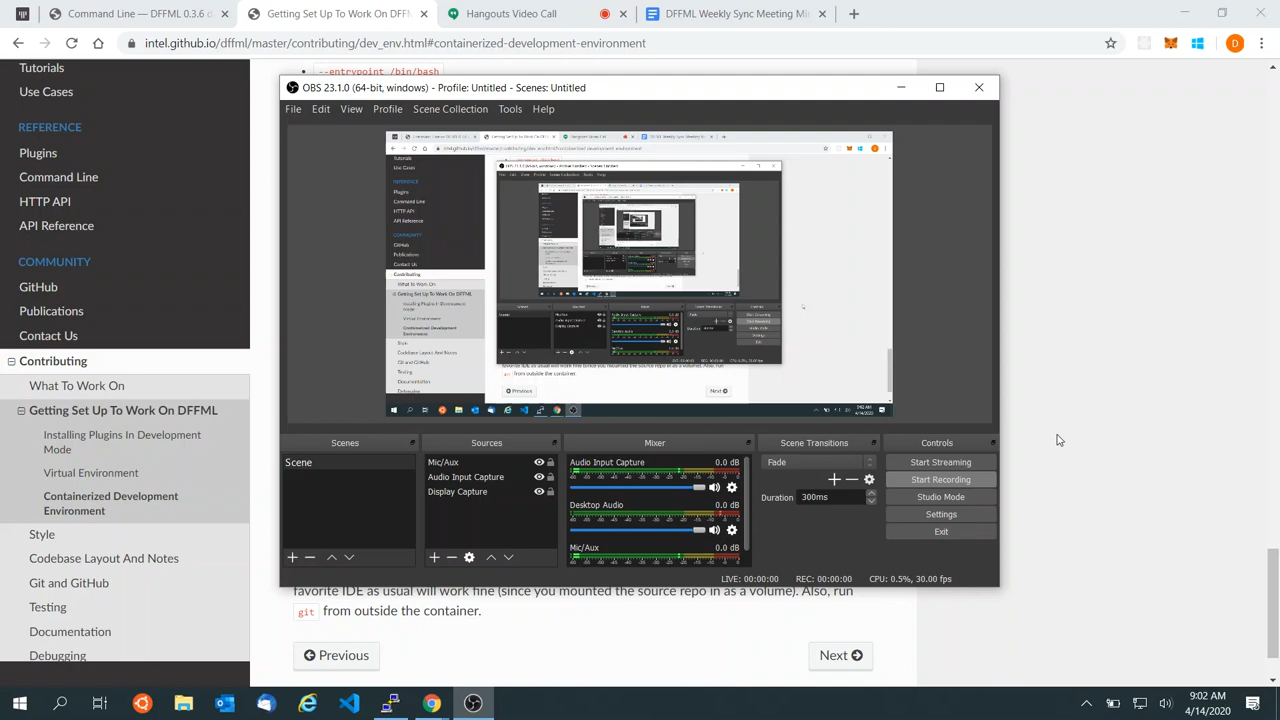 Command Line — DFFML 0.3.6 d
Getting Set Up To Work On DFFM
Hangouts Video Call
DFFML Weekly Sync Meeting Mi
intel.github.io/dffml/master/contributing/dev_env.html#containerized-development-environment
D
Tutorials
Use Cases
REFERENCE
Plugins
Command Line
HTTP API
API Reference
COMMUNITY
GitHub
Publications
Contact Us
Contributing
What To Work On
Getting Set Up To Work On DFFML
Installing Plugins In Development
Mode
Virtual Environment
Containerized Development
Environment
Style
Codebase Layout And Notes
Git and GitHub
Testing
Documentation
Debugging
--entrypoint /bin/bash
OBS 23.1.0 (64-bit, windows) - Profile: Untitled - Scenes: Untitled
File Edit View Profile Scene Collection Tools Help
Scenes
Scene
Sources
Mic/Aux
Audio Input Capture
Display Capture
Mixer
Audio Input Capture 0.0 dB
Desktop Audio 0.0 dB
Mic/Aux 0.0 dB
Scene Transitions
Fade
Duration 300ms
Controls
Start Streaming
Start Recording
Studio Mode
Settings
Exit
LIVE: 00:00:00 REC: 00:00:00 CPU: 0.5%, 30.00 fps
favorite IDE as usual will work fine (since you mounted the source repo in as a volume). Also, run
git from outside the container.
Previous
Next
9:02 AM
4/14/2020